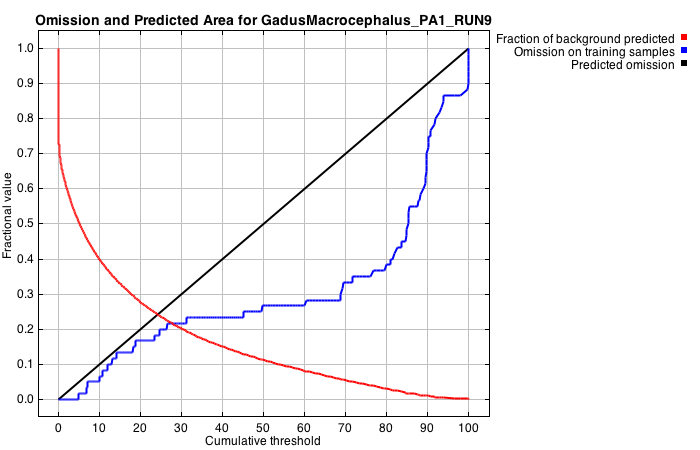 Omission and Predicted Area for GadusMacrocephalus_PA1_RUN9
Fraction of background predicted
Omission on training samples
Predicted omission
Fractional value
1.0
0.9
0.8
0.7
0.6
0.5
0.4
0.3
0.2
0.1
0.0
0 10 20 30 40 50 60 70 80 90 100
Cumulative threshold